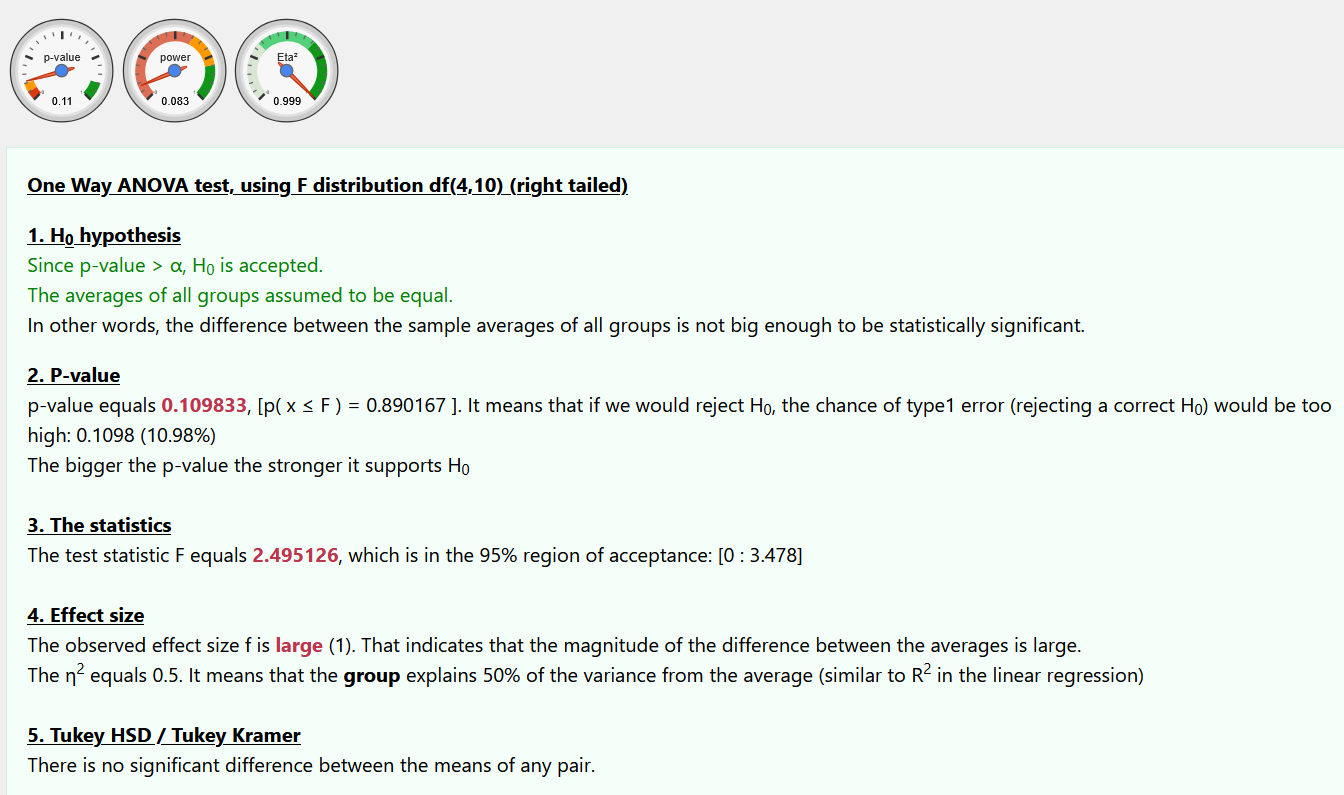 p-value power Eta²
0.11 0.083 0.999
One Way ANOVA test, using F distribution df(4,10) (right tailed)
1. H₀ hypothesis
Since p-value > α, H₀ is accepted.
The averages of all groups assumed to be equal.
In other words, the difference between the sample averages of all groups is not big enough to be statistically significant.
2. P-value
p-value equals 0.109833, [p( x ≤ F ) = 0.890167 ]. It means that if we would reject H₀, the chance of type1 error (rejecting a correct H₀) would be too
high: 0.1098 (10.98%)
The bigger the p-value the stronger it supports H₀
3. The statistics
The test statistic F equals 2.495126, which is in the 95% region of acceptance: [0 : 3.478]
4. Effect size
The observed effect size f is large (1). That indicates that the magnitude of the difference between the averages is large.
The η² equals 0.5. It means that the group explains 50% of the variance from the average (similar to R² in the linear regression)
5. Tukey HSD / Tukey Kramer
There is no significant difference between the means of any pair.